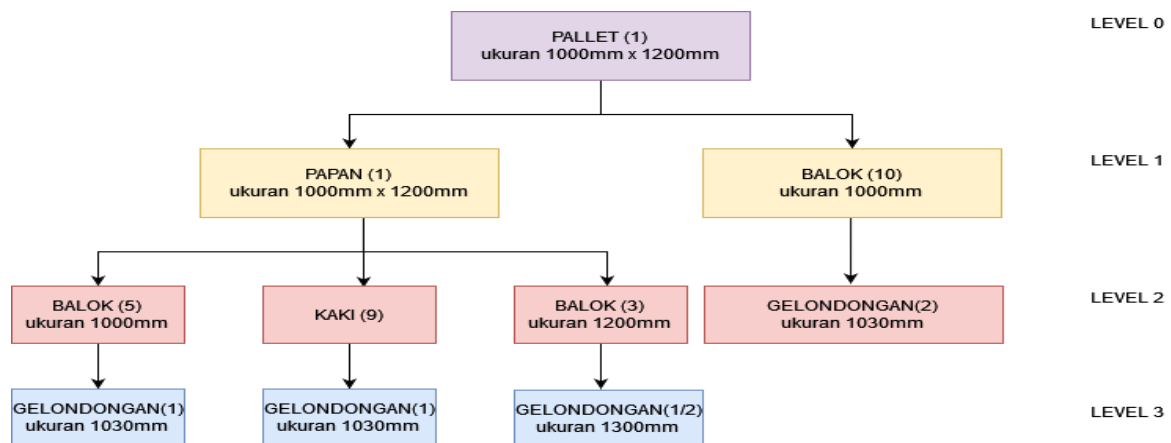 PALLET (1)
ukuran 1000mm x 1200mm
LEVEL 0
PAPAN (1)
ukuran 1000mm x 1200mm
BALOK (10)
ukuran 1000mm
LEVEL 1
BALOK (5)
ukuran 1000mm
KAKI (9)
BALOK (3)
ukuran 1200mm
GELONDONGAN(2)
ukuran 1030mm
LEVEL 2
GELONDONGAN(1)
ukuran 1030mm
GELONDONGAN(1)
ukuran 1030mm
GELONDONGAN(1/2)
ukuran 1300mm
LEVEL 3